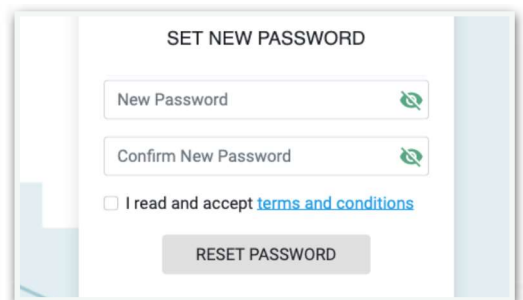 SET NEW PASSWORD
New Password
Confirm New Password
I read and accept terms and conditions
RESET PASSWORD